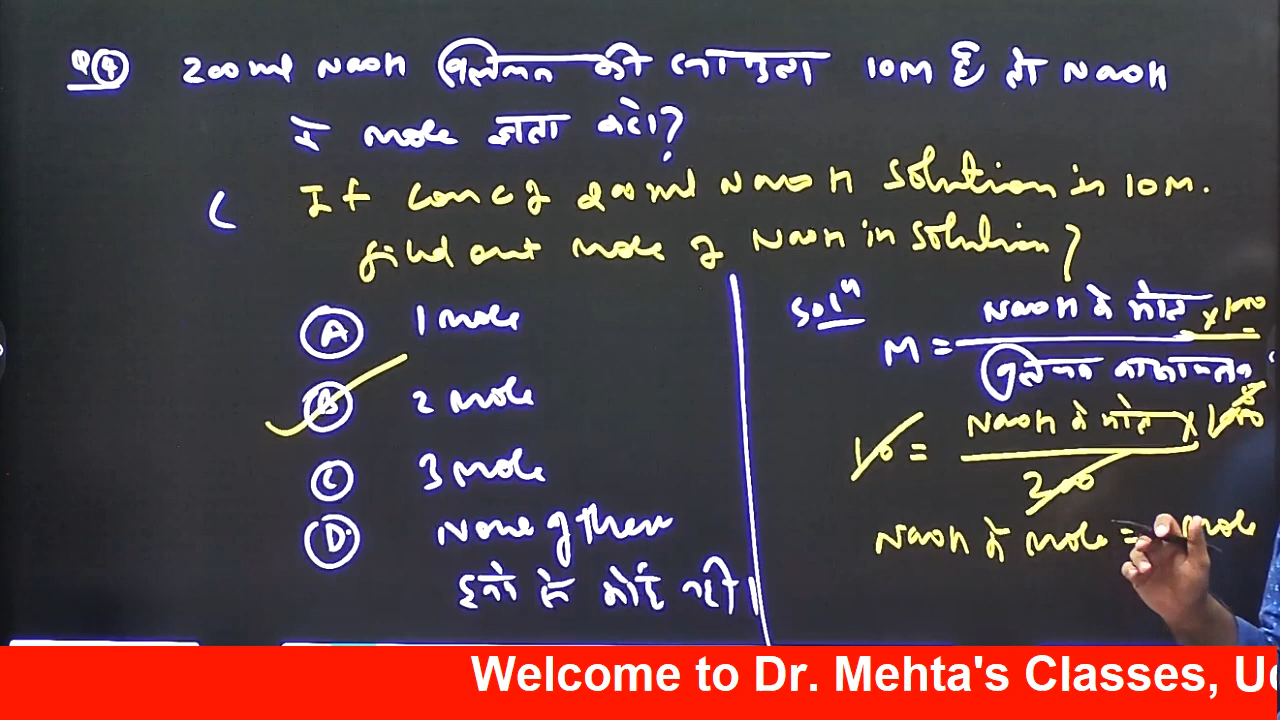 Q④ 200ml NaOH विलयन की सान्द्रता 10M है तो NaOH
के mole ज्ञात करो?
( If conc of 200ml NaOH solution is 10M.
find out mole of NaOH in solution?
Ⓐ 1 mole
Ⓑ 2 mole
Ⓒ 3 mole
Ⓓ None of them
इनमें से कोई नहीं।
Solⁿ
M = NaOH के मोल × 1000
विलयन का आयतन
10 = NaOH के मोल × 1000
200
NaOH के mole = mole
Welcome to Dr. Mehta's Classes,